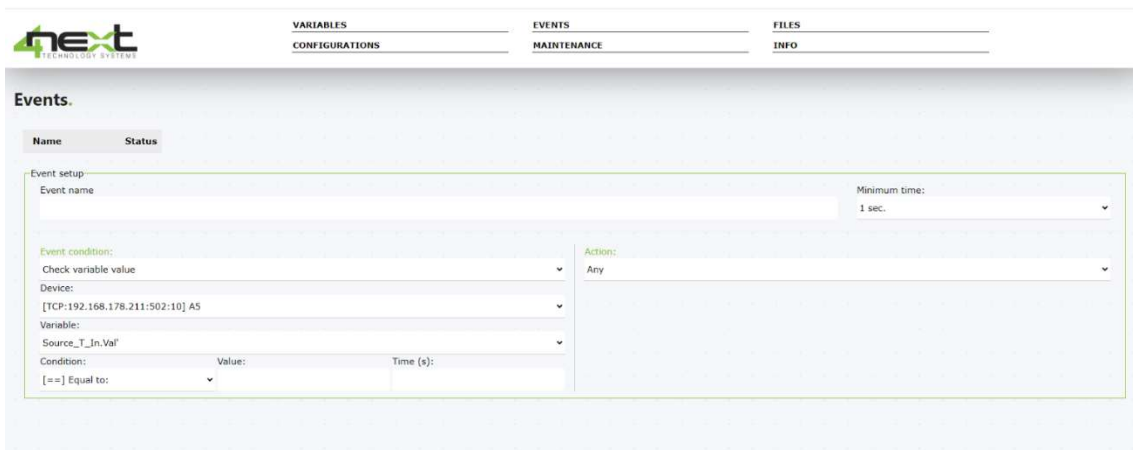 VARIABLES EVENTS FILES
4next
TECHNOLOGY SYSTEMS
CONFIGURATIONS MAINTENANCE INFO
Events.
Name Status
Event setup
Event name Minimum time:
1 sec.
Event condition: Action:
Check variable value Any
Device:
[TCP:192.168.178.211:502:10] A5
Variable:
Source_T_In.Val'
Condition: Value: Time (s):
[==] Equal to: